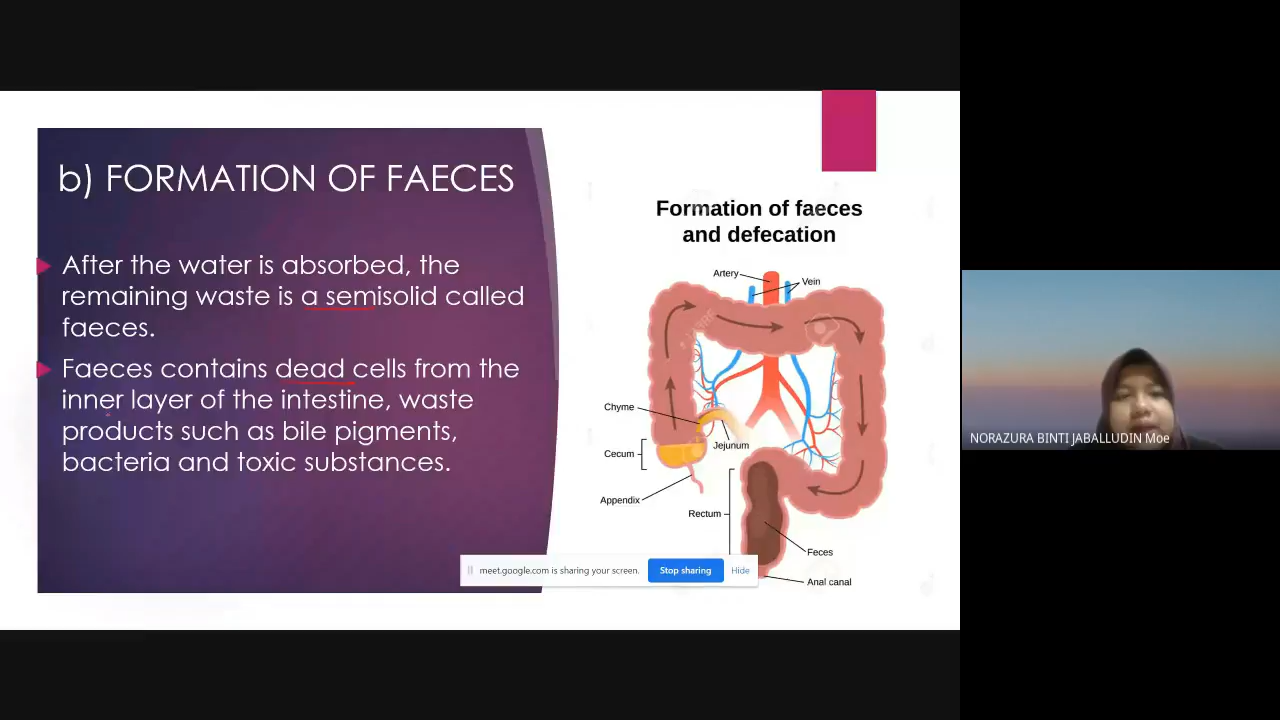 b) FORMATION OF FAECES
After the water is absorbed, the
remaining waste is a semisolid called
faeces.
Faeces contains dead cells from the
inner layer of the intestine, waste
products such as bile pigments,
bacteria and toxic substances.
Formation of faeces
and defecation
Artery
Vein
Chyme
Jejunum
Cecum
Appendix
Rectum
Feces
Anal canal
meet.google.com is sharing your screen.
Stop sharing
Hide
NORAZURA BINTI JABALLUDIN Moe